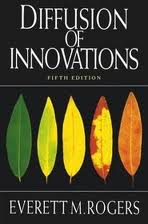 DIFFUSION
OF
INNOVATIONS
FIFTH EDITION
EVERETT M. ROGERS